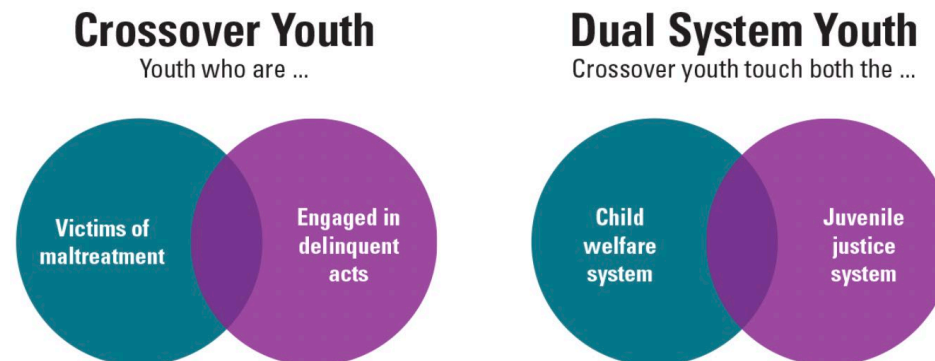 Crossover Youth
Youth who are ...
Victims of
maltreatment
Engaged in
delinquent
acts
Dual System Youth
Crossover youth touch both the ...
Child
welfare
system
Juvenile
justice
system